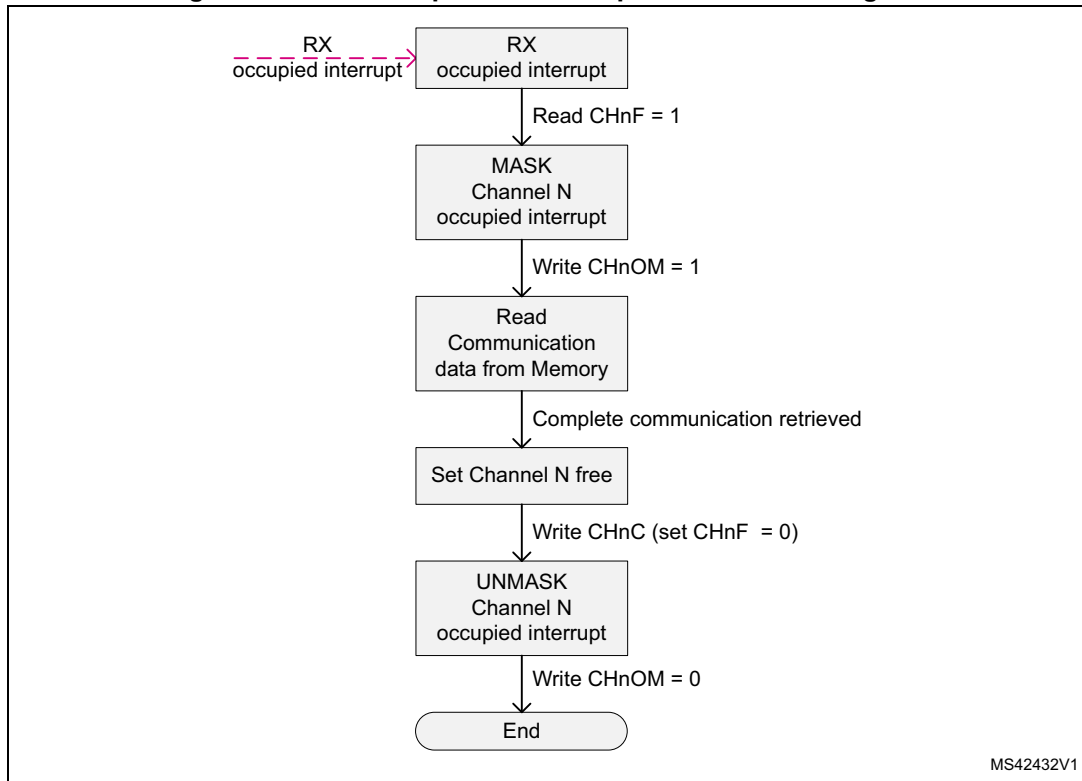 RX
occupied interrupt
RX
occupied interrupt
Read CHnF = 1
MASK
Channel N
occupied interrupt
Write CHnOM = 1
Read
Communication
data from Memory
Complete communication retrieved
Set Channel N free
Write CHnC (set CHnF = 0)
UNMASK
Channel N
occupied interrupt
Write CHnOM = 0
End
MS42432V1